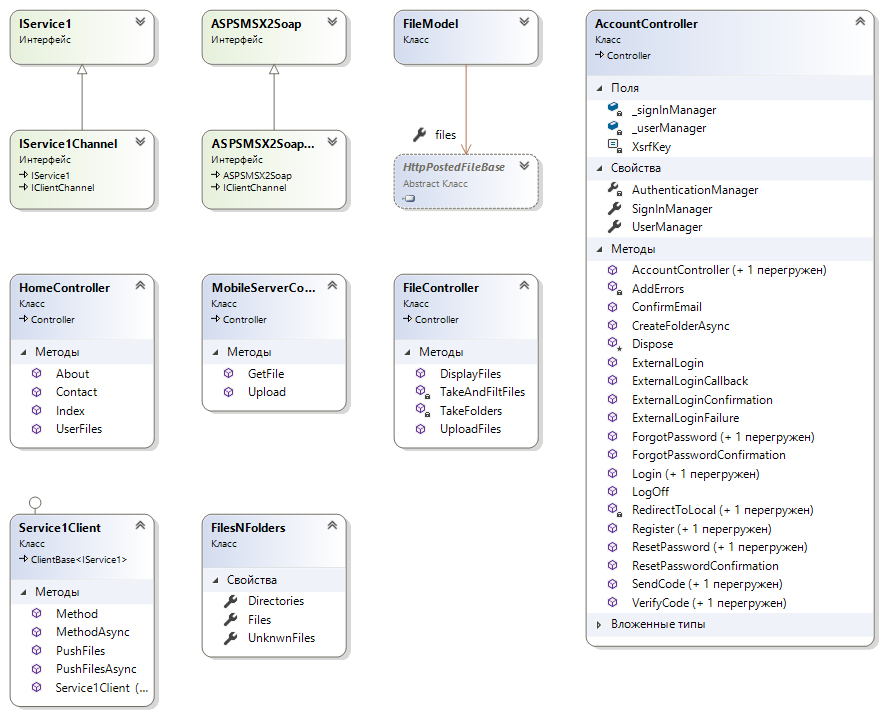 IService1
Интерфейс
ASPSMSX2Soap
Интерфейс
FileModel
Класс
files
HttpPostedFileBase
Abstract Класс
IService1Channel
Интерфейс
IService1
IClientChannel
ASPSMSX2Soap...
Интерфейс
ASPSMSX2Soap
IClientChannel
HomeController
Класс
Controller
Методы
About
Contact
Index
UserFiles
MobileServerCo...
Класс
Controller
Методы
GetFile
Upload
FileController
Класс
Controller
Методы
DisplayFiles
TakeAndFiltFiles
TakeFolders
UploadFiles
Service1Client
Класс
ClientBase<IService1>
Методы
Method
MethodAsync
PushFiles
PushFilesAsync
Service1Client (...
FilesNFolders
Класс
Свойства
Directories
Files
UnknwnFiles
AccountController
Класс
Controller
Поля
_signInManager
_userManager
XsrfKey
Свойства
AuthenticationManager
SignInManager
UserManager
Методы
AccountController (+ 1 перегружен)
AddErrors
ConfirmEmail
CreateFolderAsync
Dispose
ExternalLogin
ExternalLoginCallback
ExternalLoginConfirmation
ExternalLoginFailure
ForgotPassword (+ 1 перегружен)
ForgotPasswordConfirmation
Login (+ 1 перегружен)
LogOff
RedirectToLocal (+ 1 перегружен)
Register (+ 1 перегружен)
ResetPassword (+ 1 перегружен)
ResetPasswordConfirmation
SendCode (+ 1 перегружен)
VerifyCode (+ 1 перегружен)
Вложенные типы